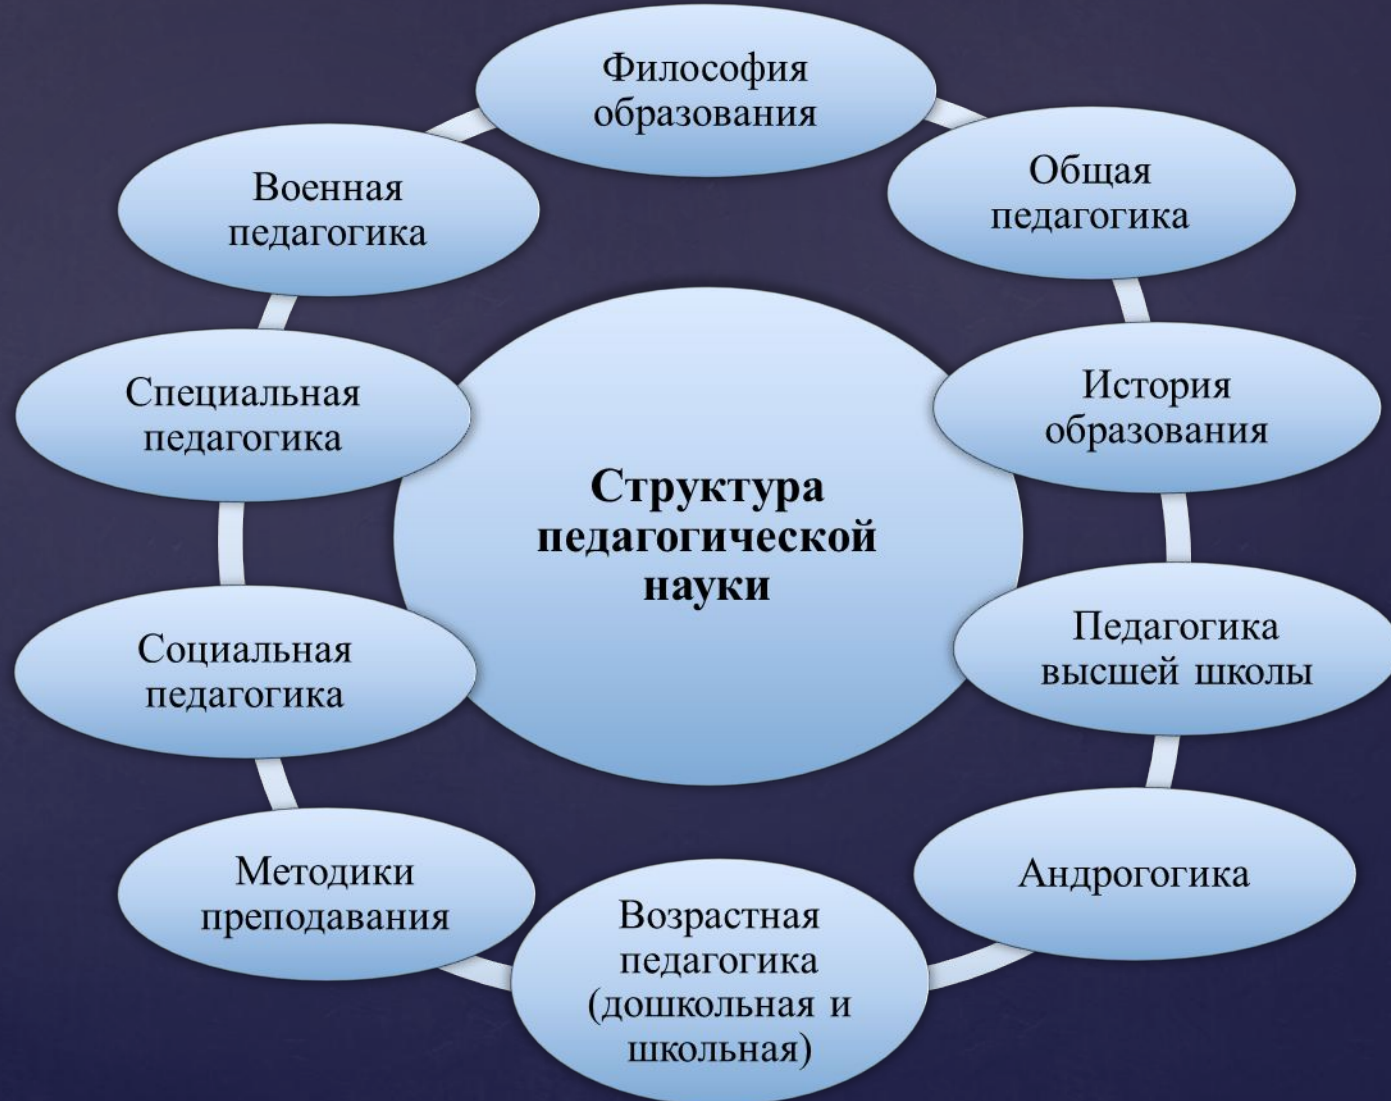 Философия
образования
Общая
педагогика
История
образования
Педагогика
высшей школы
Андрогогика
Возрастная
педагогика
(дошкольная и
школьная)
Методики
преподавания
Социальная
педагогика
Специальная
педагогика
Военная
педагогика
Структура
педагогической
науки